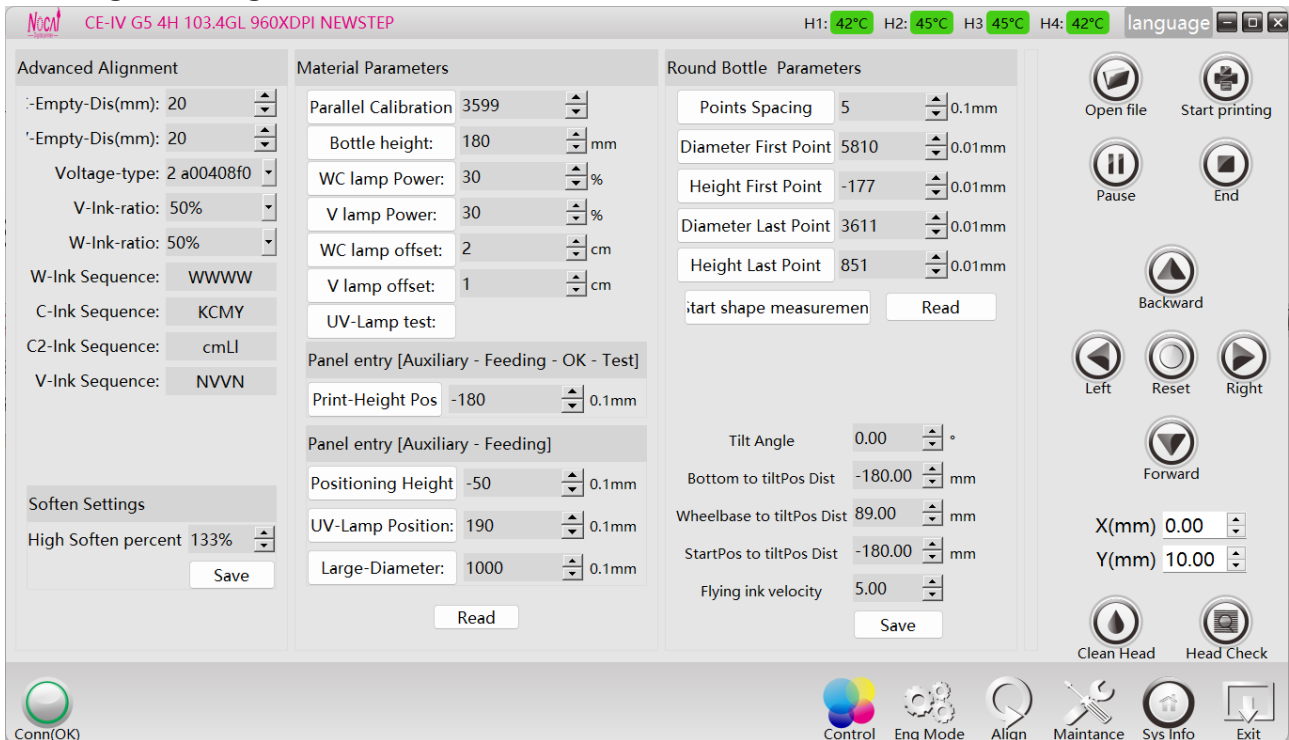 Nocai CE-IV G5 4H 103.4GL 960XDPI NEWSTEP H1: 42°C H2: 45°C H3 45°C H4: 42°C language
Advanced Alignment
:-Empty-Dis(mm): 20
'-Empty-Dis(mm): 20
Voltage-type: 2 a00408f0
V-Ink-ratio: 50%
W-Ink-ratio: 50%
W-Ink Sequence: WWWW
C-Ink Sequence: KCMY
C2-Ink Sequence: cmLl
V-Ink Sequence: NVVN
Soften Settings
High Soften percent 133%
Save
Material Parameters
Parallel Calibration 3599
Bottle height: 180 mm
WC lamp Power: 30 %
V lamp Power: 30 %
WC lamp offset: 2 cm
V lamp offset: 1 cm
UV-Lamp test:
Panel entry [Auxiliary - Feeding - OK - Test]
Print-Height Pos -180 0.1mm
Panel entry [Auxiliary - Feeding]
Positioning Height -50 0.1mm
UV-Lamp Position: 190 0.1mm
Large-Diameter: 1000 0.1mm
Read
Round Bottle Parameters
Points Spacing 5 0.1mm
Diameter First Point 5810 0.01mm
Height First Point -177 0.01mm
Diameter Last Point 3611 0.01mm
Height Last Point 851 0.01mm
Start shape measuremen Read
Tilt Angle 0.00 °
Bottom to tiltPos Dist -180.00 mm
Wheelbase to tiltPos Dist 89.00 mm
StartPos to tiltPos Dist -180.00 mm
Flying ink velocity 5.00
Save
Open file Start printing
Pause End
Backward
Left Reset Right
Forward
X(mm) 0.00
Y(mm) 10.00
Clean Head Head Check
Conn(OK) Control Eng Mode Align Maintance Sys Info Exit